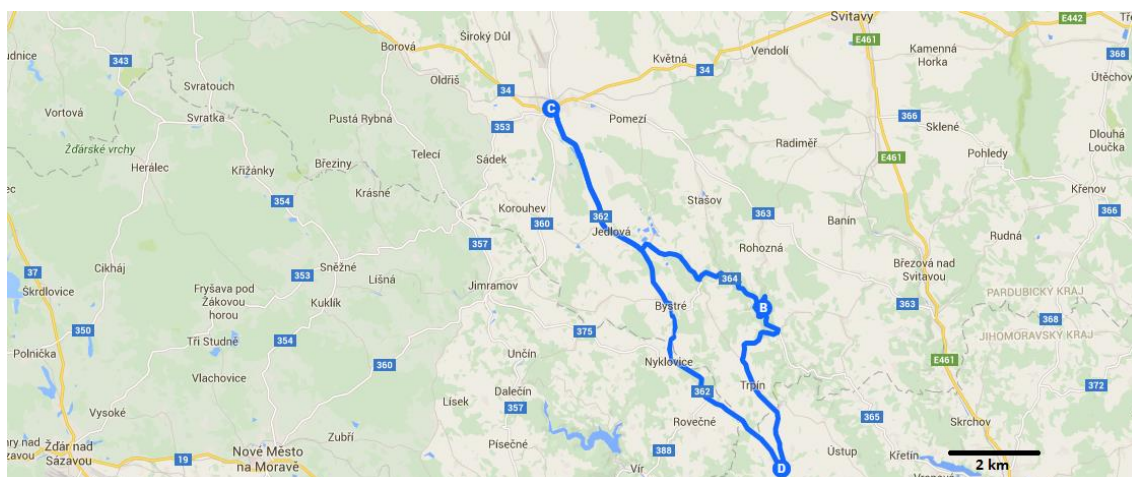 Široký Důl
Svitavy
E442
343
Borová
Květná
Vendolí
E461
Kamenná
Horka
368
Oldřiš
34
Útěchov
Svratouch
34
C
Vortová
Svratka
Pustá Rybná
353
Pomezí
366
Sklené
Dlouhá
Loučka
Žďárské vrchy
Telecí
Radiměř
Herálec
Křižánky
Březiny
Sádek
E461
Pohledy
Krásné
Křenov
354
Korouhev
362
Stašov
366
360
363
Banín
Jedlová
357
Rohozná
Rudná
37
Cikháj
353
Sněžné
Líšná
364
Březová nad
Svitavou
Škrdlovice
Fryšava pod
Žákovou
horou
Jimramov
PARDUBICKÝ KRAJ
Kuklík
Bystré
B
363
368
350
375
JIHOMORAVSKÝ KRAJ
Tři Studně
354
Polnička
Unčín
E461
360
Nyklovice
Vlachovice
Trpín
372
Dalečín
362
Lísek
357
Vysoké
Rovečné
365
Skrchov
Zubří
Písečné
Žďár nad
Sázavou
Nové Město
na Moravě
388
Ústup
Křetín
19
Vír
D
2 km